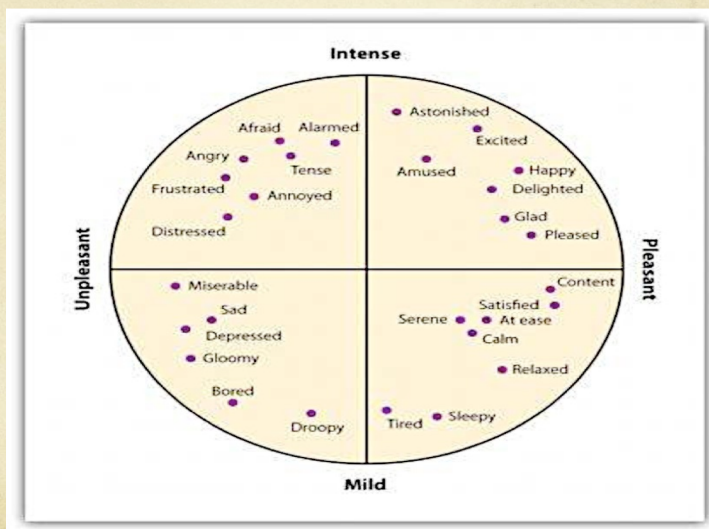 Intense
Astonished
Afraid Alarmed
Excited
Angry
Amused
Tense
Happy
Frustrated
Delighted
Annoyed
Glad
Distressed
Pleased
Unpleasant
Pleasant
Content
Miserable
Satisfied
Sad
Serene
At ease
Depressed
Calm
Gloomy
Relaxed
Bored
Sleepy
Tired
Droopy
Mild